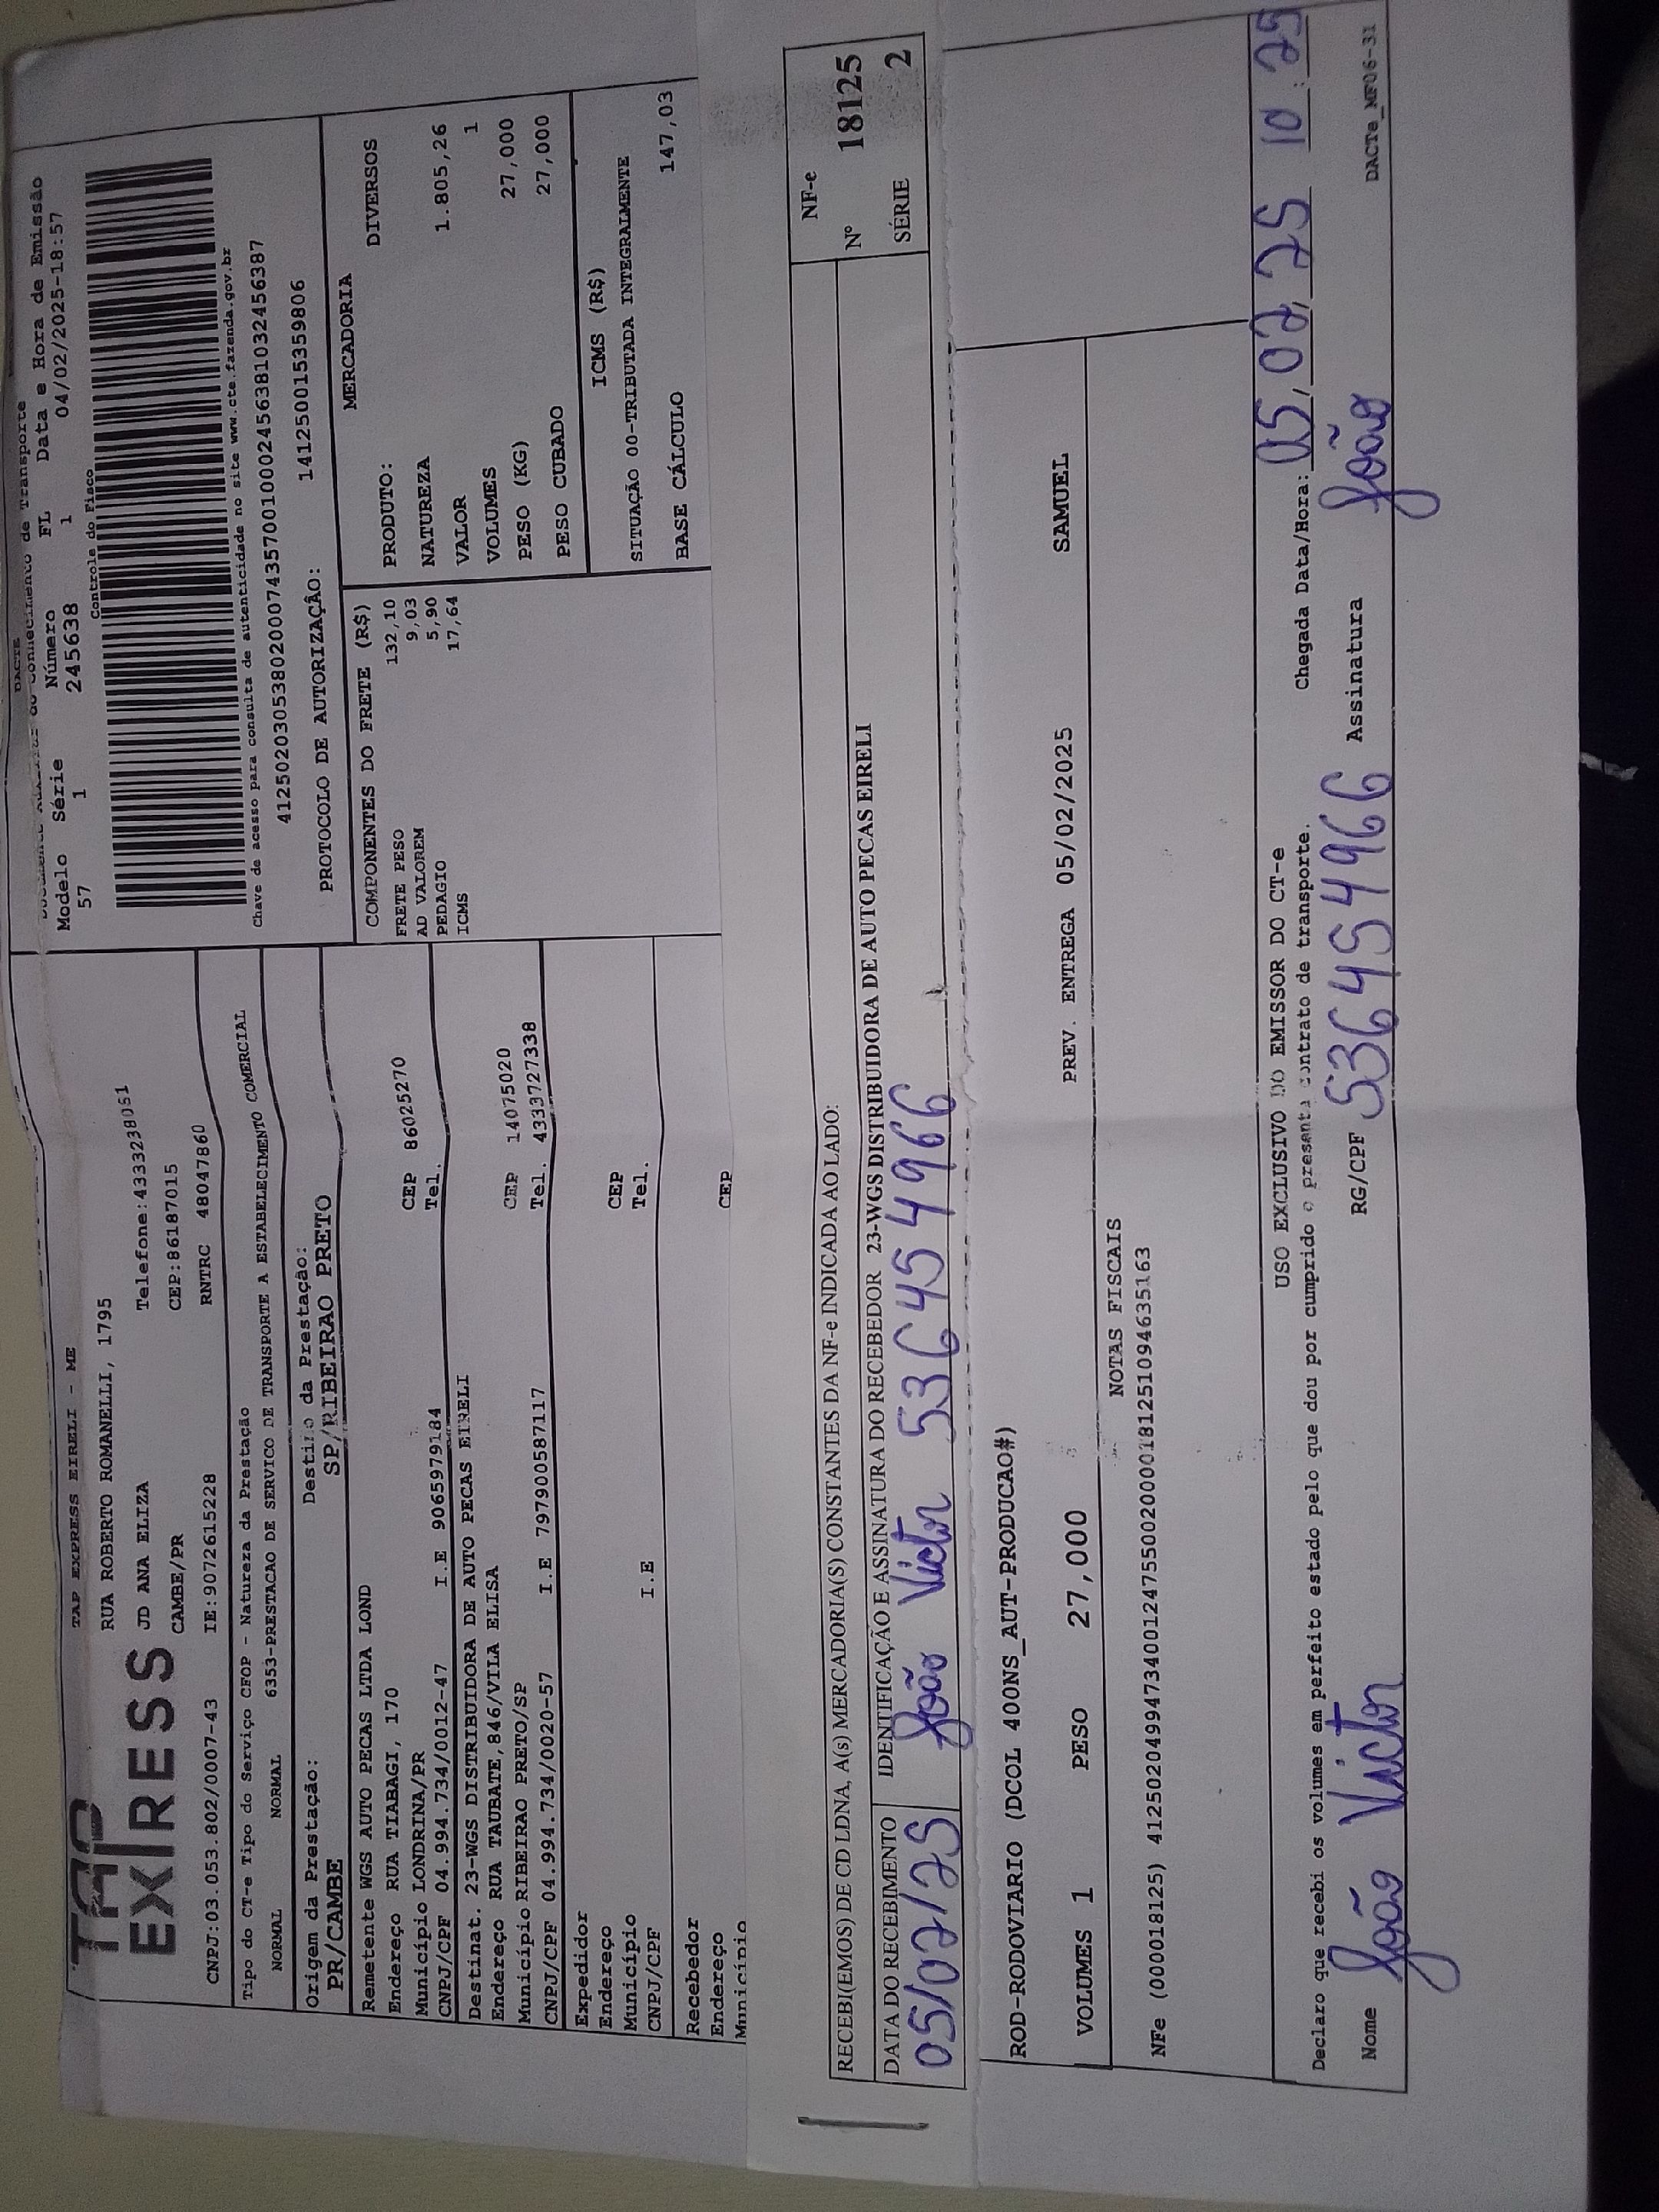 DACTE
Documento Auxiliar do Conhecimento de Transporte
Modelo Série Número FL Data e Hora de Emissão
57 1 245638 1 04/02/2025-18:57
Controle do Fisco
Chave de acesso para consulta de autenticidade no site www.cte.fazenda.gov.br
41250203053802000743570010002456381032456387
PROTOCOLO DE AUTORIZAÇÃO: 141250015359806
TAP EXPRESS EIRELI - ME
TAP
EXPRESS
RUA ROBERTO ROMANELLI, 1795
JD ANA ELIZA Telefone:4333238051
CAMBE/PR CEP:86187015
CNPJ:03.053.802/0007-43 IE:9072615228 RNTRC 48047860
Tipo do CT-e Tipo do Serviço CFOP - Natureza da Prestação
NORMAL NORMAL 6353-PRESTACAO DE SERVICO DE TRANSPORTE A ESTABELECIMENTO COMERCIAL
Origem da Prestação: Destino da Prestação:
PR/CAMBE SP/RIBEIRAO PRETO
Remetente WGS AUTO PECAS LTDA LOND
Endereço RUA TIABAGI, 170
Município LONDRINA/PR CEP 86025270
CNPJ/CPF 04.994.734/0012-47 I.E 9065979184 Tel.
Destinat. 23-WGS DISTRIBUIDORA DE AUTO PECAS EIRELI
Endereço RUA TAUBATE,846/VILA ELISA
Município RIBEIRAO PRETO/SP CEP 14075020
CNPJ/CPF 04.994.734/0020-57 I.E 797900587117 Tel. 4333727338
Expedidor
Endereço
Município CEP
CNPJ/CPF I.E Tel.
Recebedor
Endereço
Município CEP
COMPONENTES DO FRETE (R$)
FRETE PESO 132,10
AD VALOREM 9,03
PEDAGIO 5,90
ICMS 17,64
MERCADORIA
PRODUTO:
NATUREZA DIVERSOS
VALOR 1.805,26
VOLUMES 1
PESO (KG) 27,000
PESO CUBADO 27,000
ICMS (R$)
SITUAÇÃO 00-TRIBUTADA INTEGRALMENTE
BASE CÁLCULO 147,03
RECEBI(EMOS) DE CD LDNA, A(s) MERCADORIA(S) CONSTANTES DA NF-e INDICADA AO LADO:
DATA DO RECEBIMENTO IDENTIFICAÇÃO E ASSINATURA DO RECEBEDOR 23-WGS DISTRIBUIDORA DE AUTO PECAS EIRELI
05/02/25 João Victor 536454966
NF-e
Nº 18125
SÉRIE 2
ROD-RODOVIARIO (DCOL 400NS_AUT-PRODUCAO#)
VOLUMES 1 PESO 27,000 PREV. ENTREGA 05/02/2025 SAMUEL
NOTAS FISCAIS
NFe (000018125) 41250204994734001247550020000181251094635163
USO EXCLUSIVO DO EMISSOR DO CT-e
Declaro que recebi os volumes em perfeito estado pelo que dou por cumprido o presente contrato de transporte. Chegada Data/Hora: 05/02/25 10:25
Nome João Victor RG/CPF 536454966 Assinatura João
DACTe_MF06-31